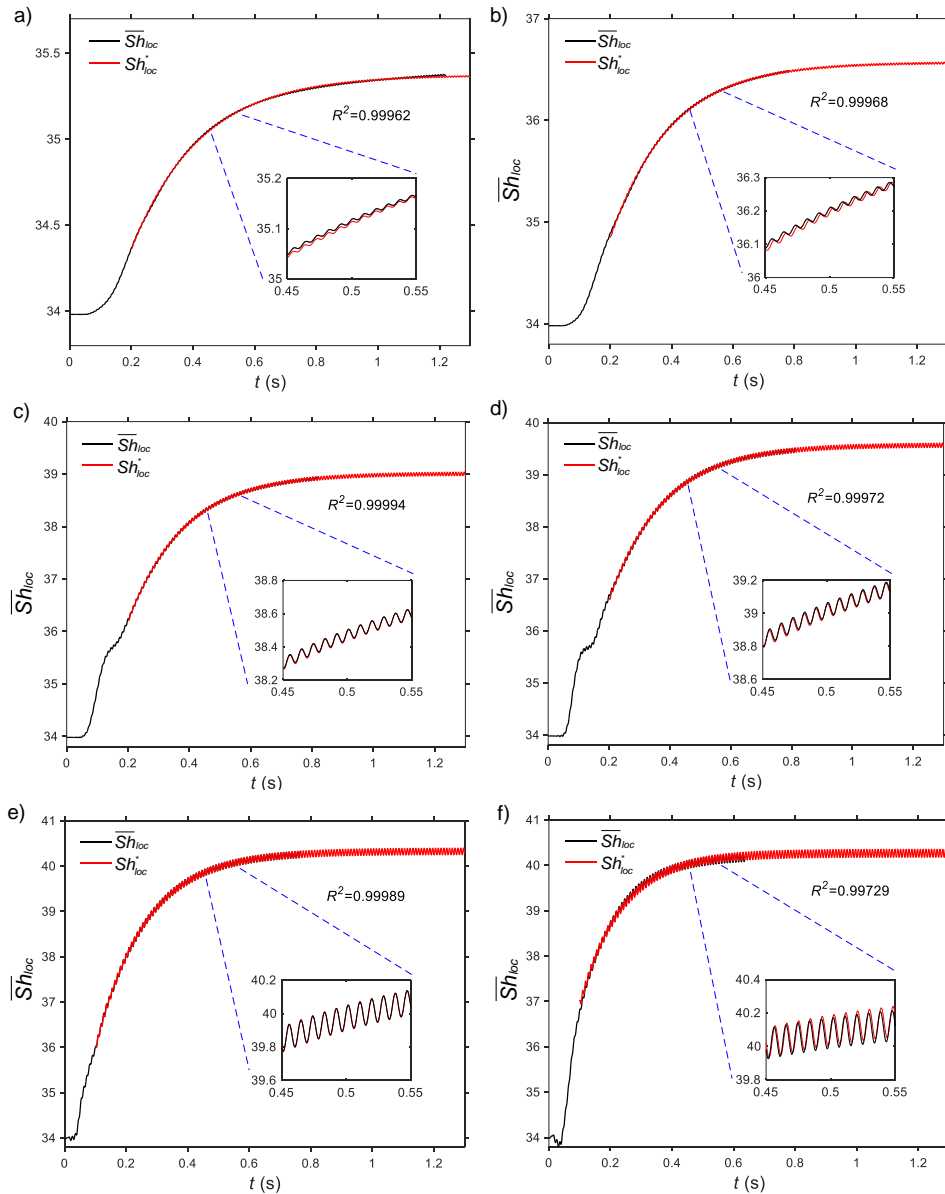 a)
Sh̅loc
Sh*loc
35.5
35
34.5
34
R²=0.99962
35.2
35.1
35
0.45 0.5 0.55
0 0.2 0.4 0.6 0.8 1 1.2
t (s)
b)
Sh̅loc
Sh*loc
37
36
35
34
Sh̅loc
R²=0.99968
36.3
36.2
36.1
36
0.45 0.5 0.55
0 0.2 0.4 0.6 0.8 1 1.2
t (s)
c)
Sh̅loc
Sh*loc
40
39
38
37
36
35
34
Sh̅loc
R²=0.99994
38.8
38.6
38.4
38.2
0.45 0.5 0.55
0 0.2 0.4 0.6 0.8 1 1.2
t (s)
d)
Sh̅loc
Sh*loc
40
39
38
37
36
35
34
Sh̅loc
R²=0.99972
39.2
39
38.8
38.6
0.45 0.5 0.55
0 0.2 0.4 0.6 0.8 1 1.2
t (s)
e)
Sh̅loc
Sh*loc
41
40
39
38
37
36
35
34
Sh̅loc
R²=0.99989
40.2
40
39.8
39.6
0.45 0.5 0.55
0 0.2 0.4 0.6 0.8 1 1.2
t (s)
f)
Sh̅loc
Sh*loc
41
40
39
38
37
36
35
34
Sh̅loc
R²=0.99729
40.4
40.2
40
39.8
0.45 0.5 0.55
0 0.2 0.4 0.6 0.8 1 1.2
t (s)